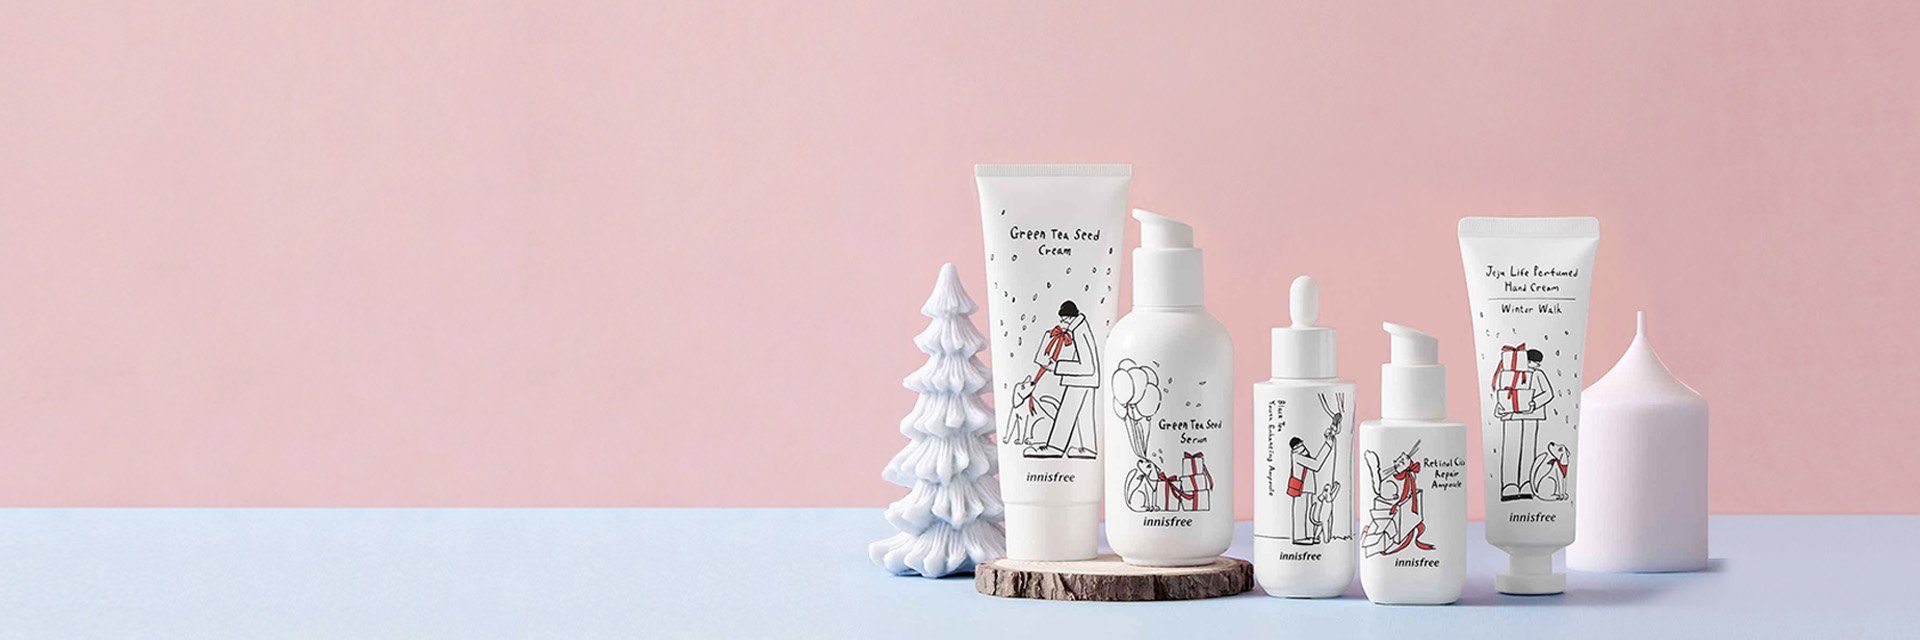 Green Tea Seed
Cream
innisfree
Green Tea Seed
Serum
innisfree
Black Tea
Youth Enhancing Ampoule
innisfree
Retinol Cica
Repair
Ampoule
innisfree
Jeju Life Perfumed
Hand Cream
Winter Walk
innisfree